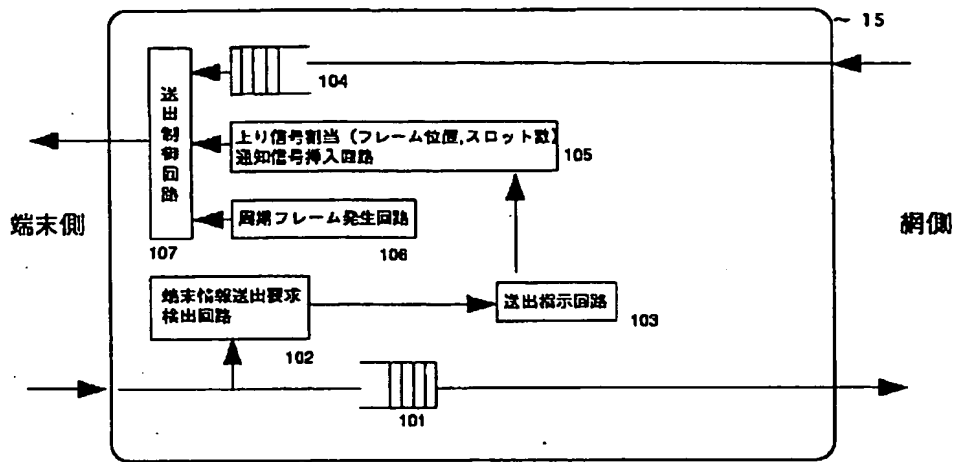 〜 15
104
送出制御回路
上り信号割当 (フレーム位置,スロット数)
通知信号挿入回路
105
端末側
網側
周期フレーム発生回路
107
106
端末情報送出要求
検出回路
送出指示回路
103
102
101